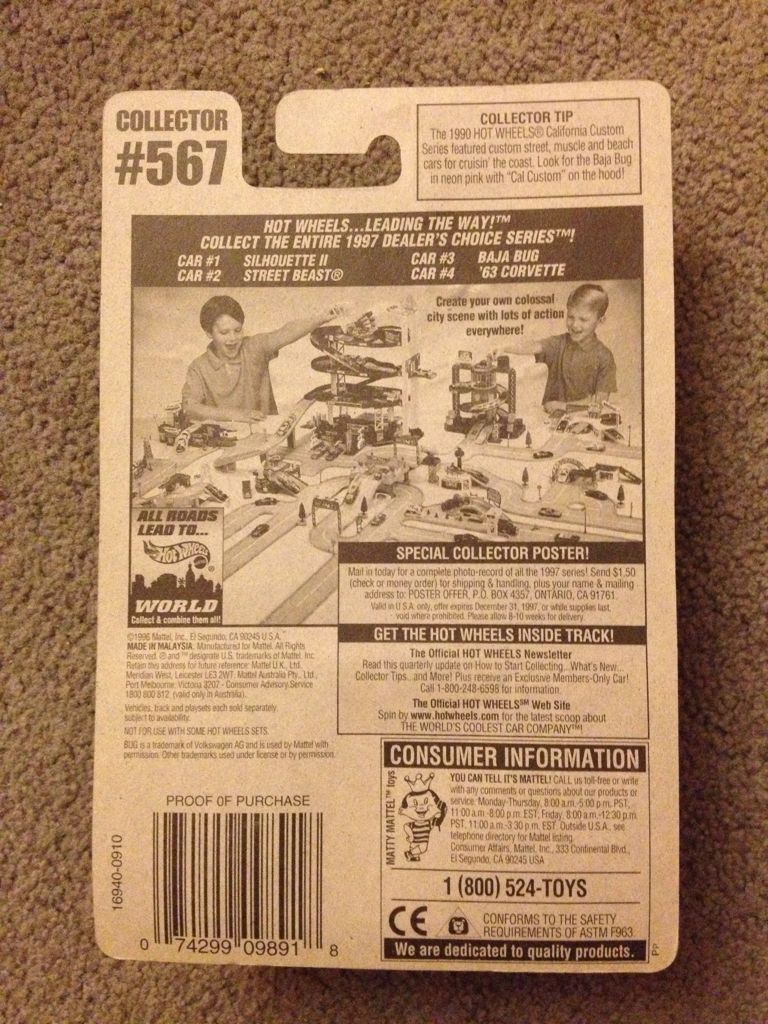 COLLECTOR
#567
COLLECTOR TIP
The 1990 HOT WHEELS® California Custom
Series featured custom street, muscle and beach
cars for cruisin' the coast. Look for the Baja Bug
in neon pink with "Cal Custom" on the hood!
HOT WHEELS...LEADING THE WAY!™
COLLECT THE ENTIRE 1997 DEALER'S CHOICE SERIES™!
CAR #1 SILHOUETTE II CAR #3 BAJA BUG
CAR #2 STREET BEAST® CAR #4 '63 CORVETTE
Create your own colossal
city scene with lots of action
everywhere!
ALL ROADS
LEAD TO...
Hot Wheels®
WORLD
Collect & combine them all!
SPECIAL COLLECTOR POSTER!
Mail in today for a complete photo-record of all the 1997 series! Send $1.50
(check or money order) for shipping & handling, plus your name & mailing
address to: POSTER OFFER, P.O. BOX 4357, ONTARIO, CA 91761.
Valid in U.S.A. only, offer expires December 31, 1997, or while supplies last,
void where prohibited. Please allow 8-10 weeks for delivery.
GET THE HOT WHEELS INSIDE TRACK!
The Official HOT WHEELS Newsletter
Read this quarterly update on How to Start Collecting...What's New...
Collector Tips...and More! Plus receive an Exclusive Members-Only Car!
Call 1-800-248-6598 for information.
The Official HOT WHEELS℠ Web Site
Spin by www.hotwheels.com for the latest scoop about
THE WORLD'S COOLEST CAR COMPANY™!
©1996 Mattel, Inc., El Segundo, CA 90245 U.S.A.
MADE IN MALAYSIA. Manufactured for Mattel. All Rights
Reserved. ® and ™ designate U.S. trademarks of Mattel, Inc.
Retain this address for future reference: Mattel U.K. Ltd.,
Meridian West, Leicester LE3 2WT. Mattel Australia Pty., Ltd.,
Port Melbourne, Victoria 3207 - Consumer Advisory Service
1800 800 812 (valid only in Australia).
Vehicles, track and playsets each sold separately,
subject to availability.
NOT FOR USE WITH SOME HOT WHEELS SETS.
BUG is a trademark of Volkswagen AG and is used by Mattel with
permission. Other trademarks used under license or by permission.
CONSUMER INFORMATION
MATTY MATTEL™ toys
YOU CAN TELL IT'S MATTEL! CALL us toll-free or write
with any comments or questions about our products or
service. Monday-Thursday, 8:00 a.m.-5:00 p.m. PST,
11:00 a.m.-8:00 p.m. EST; Friday, 8:00 a.m.-12:30 p.m.
PST, 11:00 a.m.-3:30 p.m. EST. Outside U.S.A., see
telephone directory for Mattel listing.
Consumer Affairs, Mattel, Inc., 333 Continental Blvd.,
El Segundo, CA 90245 USA
1 (800) 524-TOYS
CE
CONFORMS TO THE SAFETY
REQUIREMENTS OF ASTM F963.
We are dedicated to quality products.
PP
PROOF OF PURCHASE
16940-0910
0 74299 09891 8